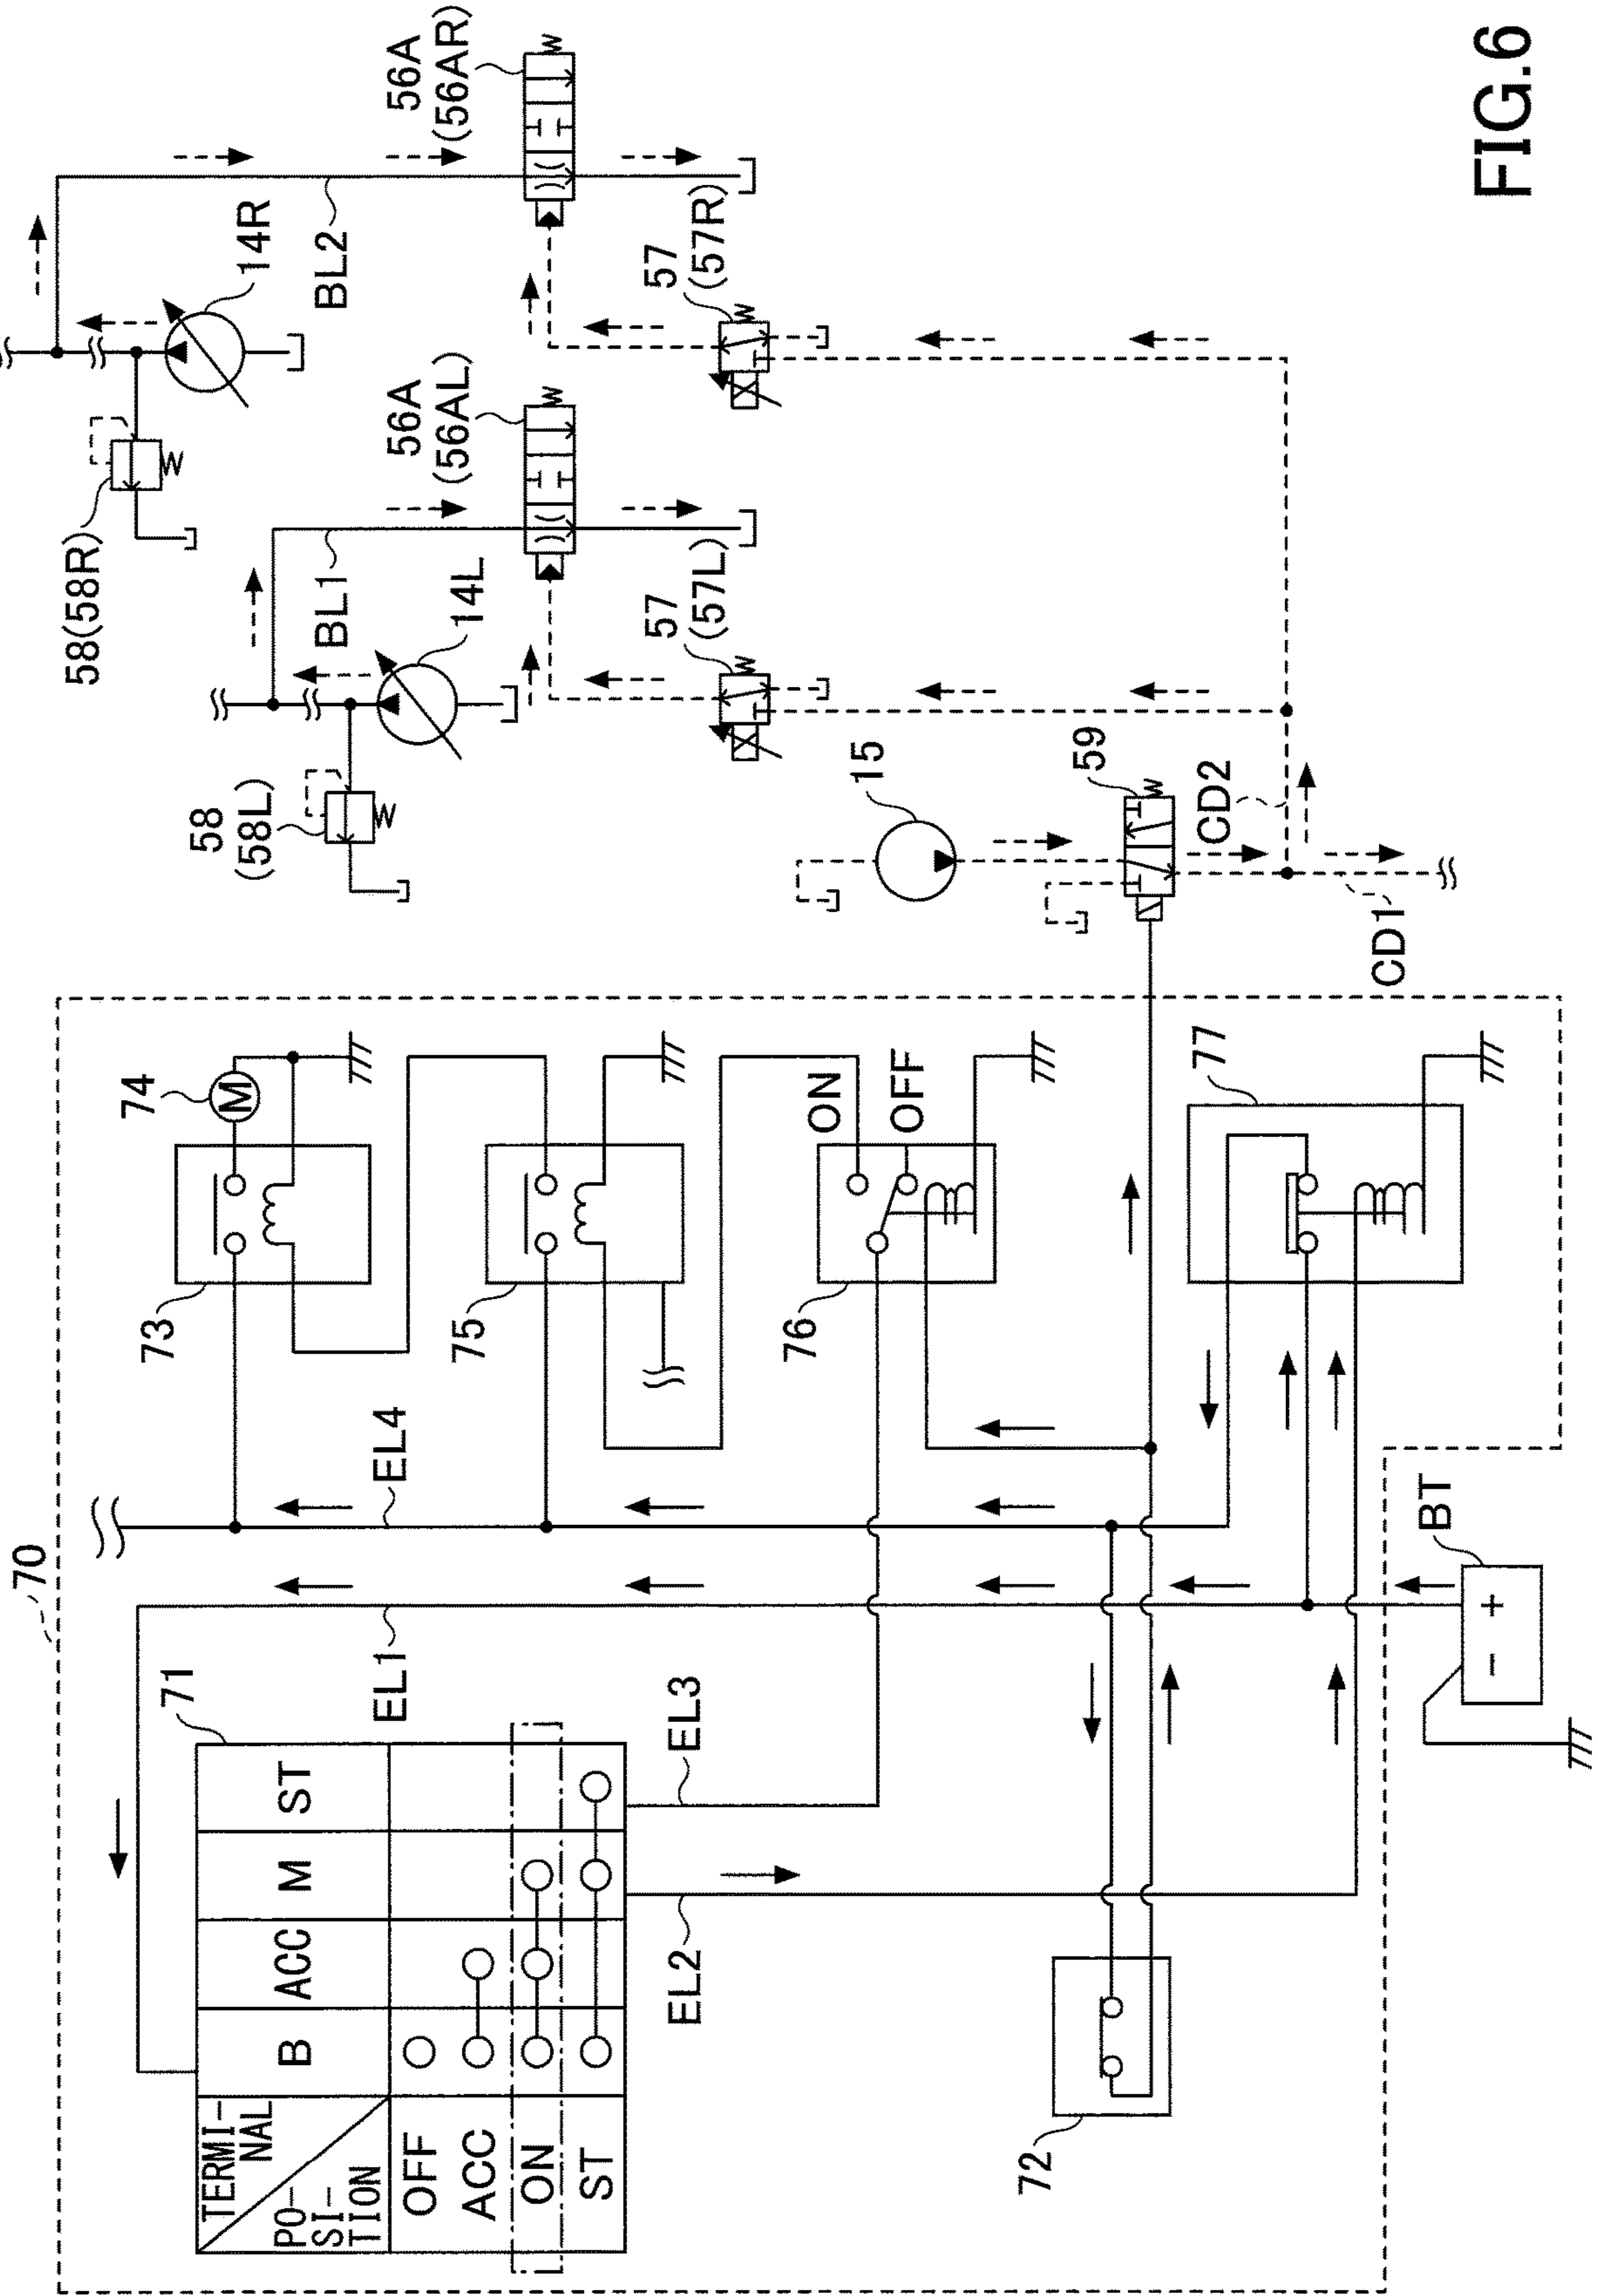 FIG.6
70
71
TERMI-
NAL
PO-
SI-
TION
B
ACC
M
ST
OFF
ACC
ON
ST
EL1
EL2
EL3
EL4
72
73
74
M
75
76
ON
OFF
77
BT
-
+
58
(58L)
58(58R)
14L
14R
BL1
BL2
56A
(56AL)
56A
(56AR)
57
(57L)
57
(57R)
15
59
CD1
CD2